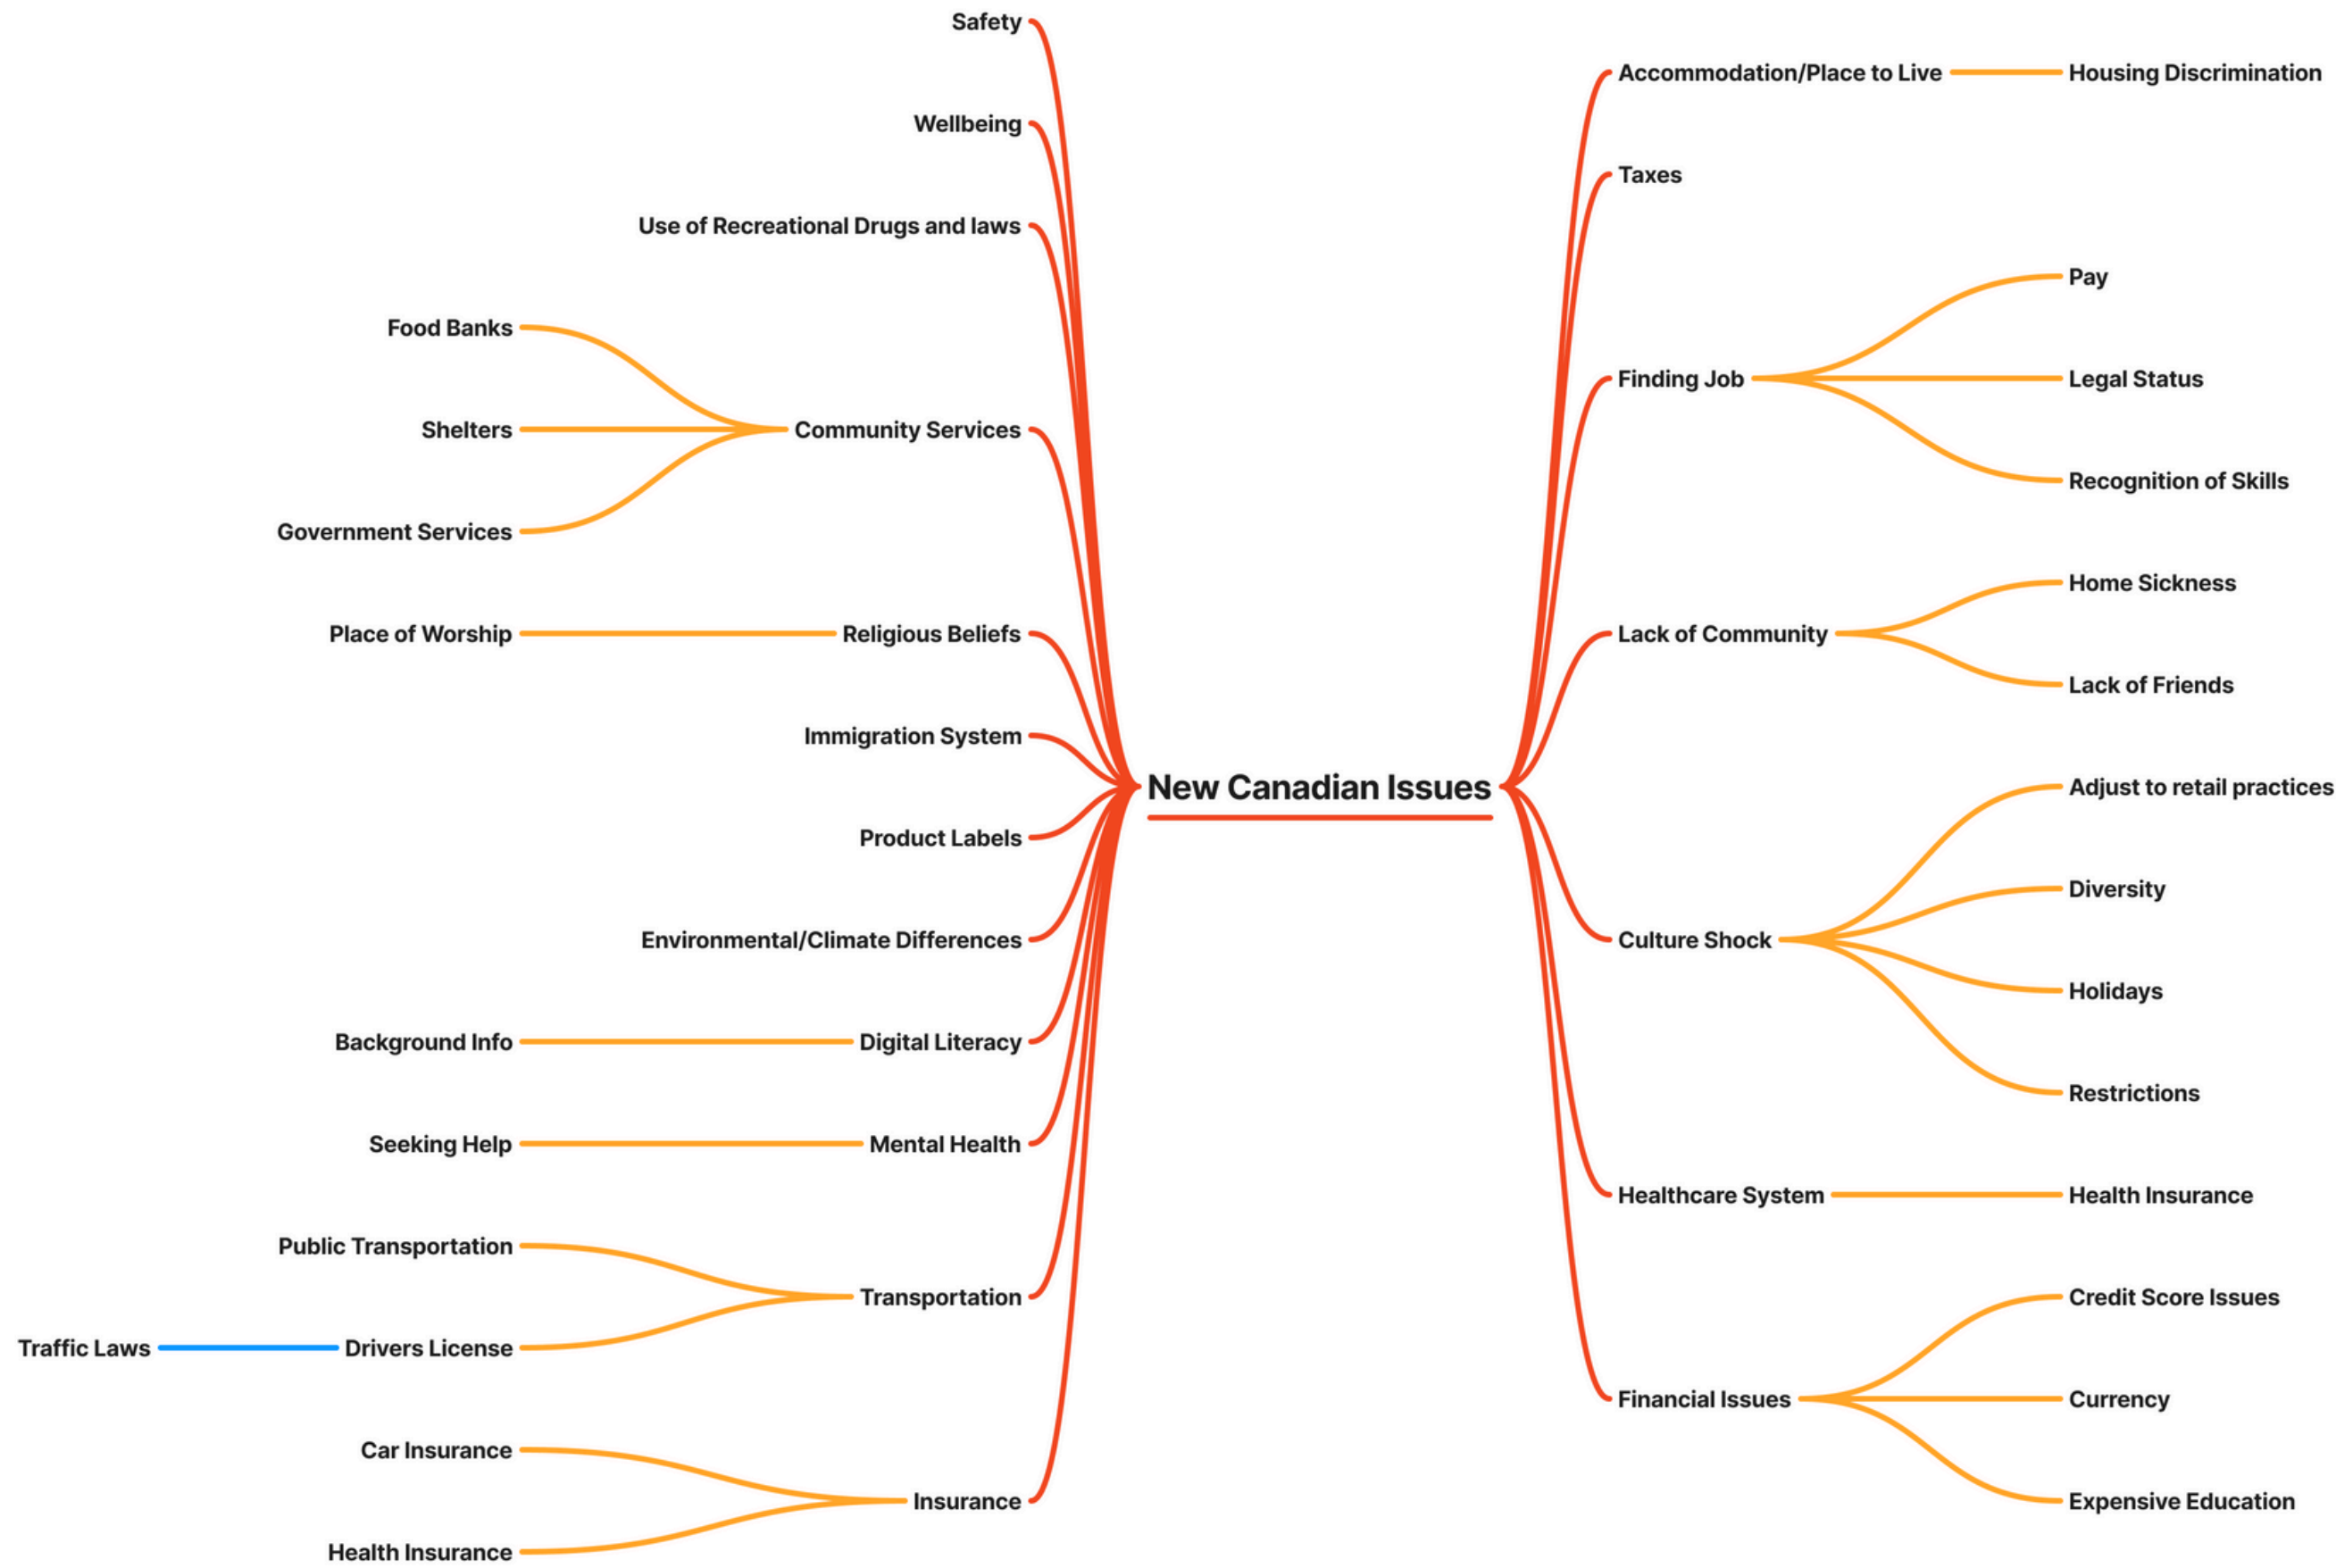 New Canadian Issues
Safety
Wellbeing
Use of Recreational Drugs and laws
Community Services
Food Banks
Shelters
Government Services
Religious Beliefs
Place of Worship
Immigration System
Product Labels
Environmental/Climate Differences
Digital Literacy
Background Info
Mental Health
Seeking Help
Transportation
Public Transportation
Drivers License
Traffic Laws
Insurance
Car Insurance
Health Insurance
Accommodation/Place to Live
Housing Discrimination
Taxes
Finding Job
Pay
Legal Status
Recognition of Skills
Lack of Community
Home Sickness
Lack of Friends
Culture Shock
Adjust to retail practices
Diversity
Holidays
Restrictions
Healthcare System
Health Insurance
Financial Issues
Credit Score Issues
Currency
Expensive Education